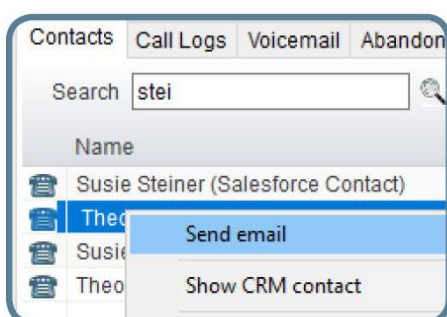 Contacts Call Logs Voicemail Abandon
Search stei
Name
Susie Steiner (Salesforce Contact)
Theo
Send email
Susie
Theo
Show CRM contact